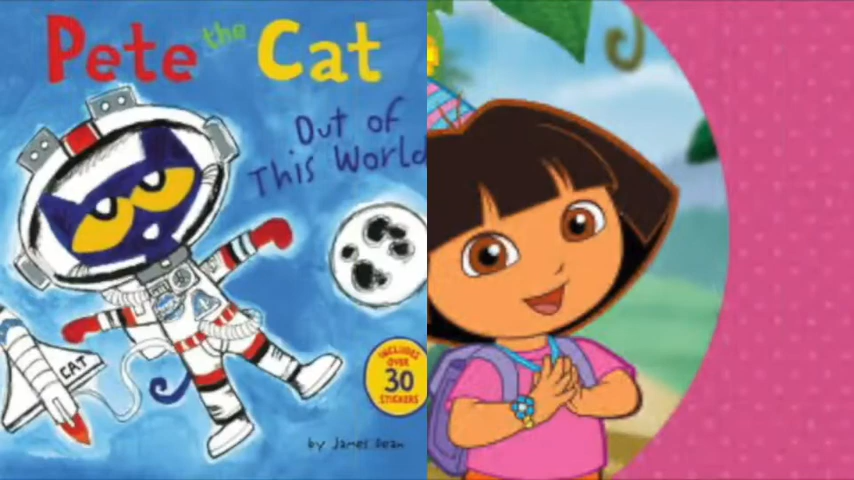 Pete the Cat
Out of
This World
CAT
INCLUDES
OVER
30
STICKERS
by James Dean